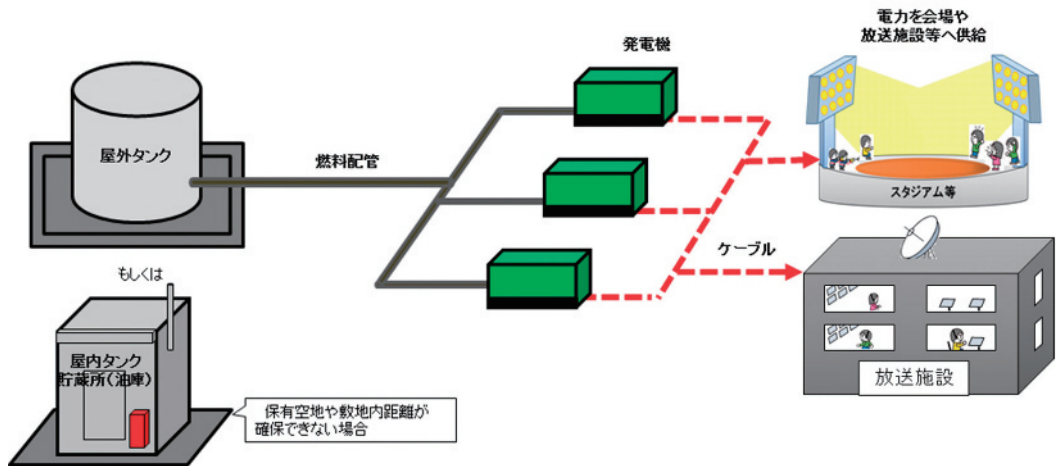 電力を会場や
放送施設等へ供給
発電機
屋外タンク
燃料配管
スタジアム等
ケーブル
もしくは
屋内タンク
貯蔵所(油庫)
保有空地や敷地内距離が
確保できない場合
放送施設